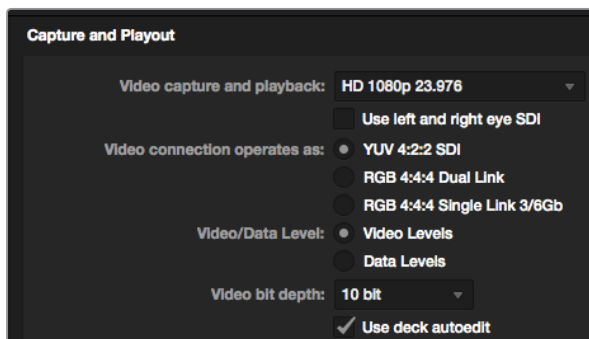 Capture and Playout
Video capture and playback: HD 1080p 23.976
Use left and right eye SDI
Video connection operates as: YUV 4:2:2 SDI
RGB 4:4:4 Dual Link
RGB 4:4:4 Single Link 3/6Gb
Video/Data Level: Video Levels
Data Levels
Video bit depth: 10 bit
Use deck autoedit